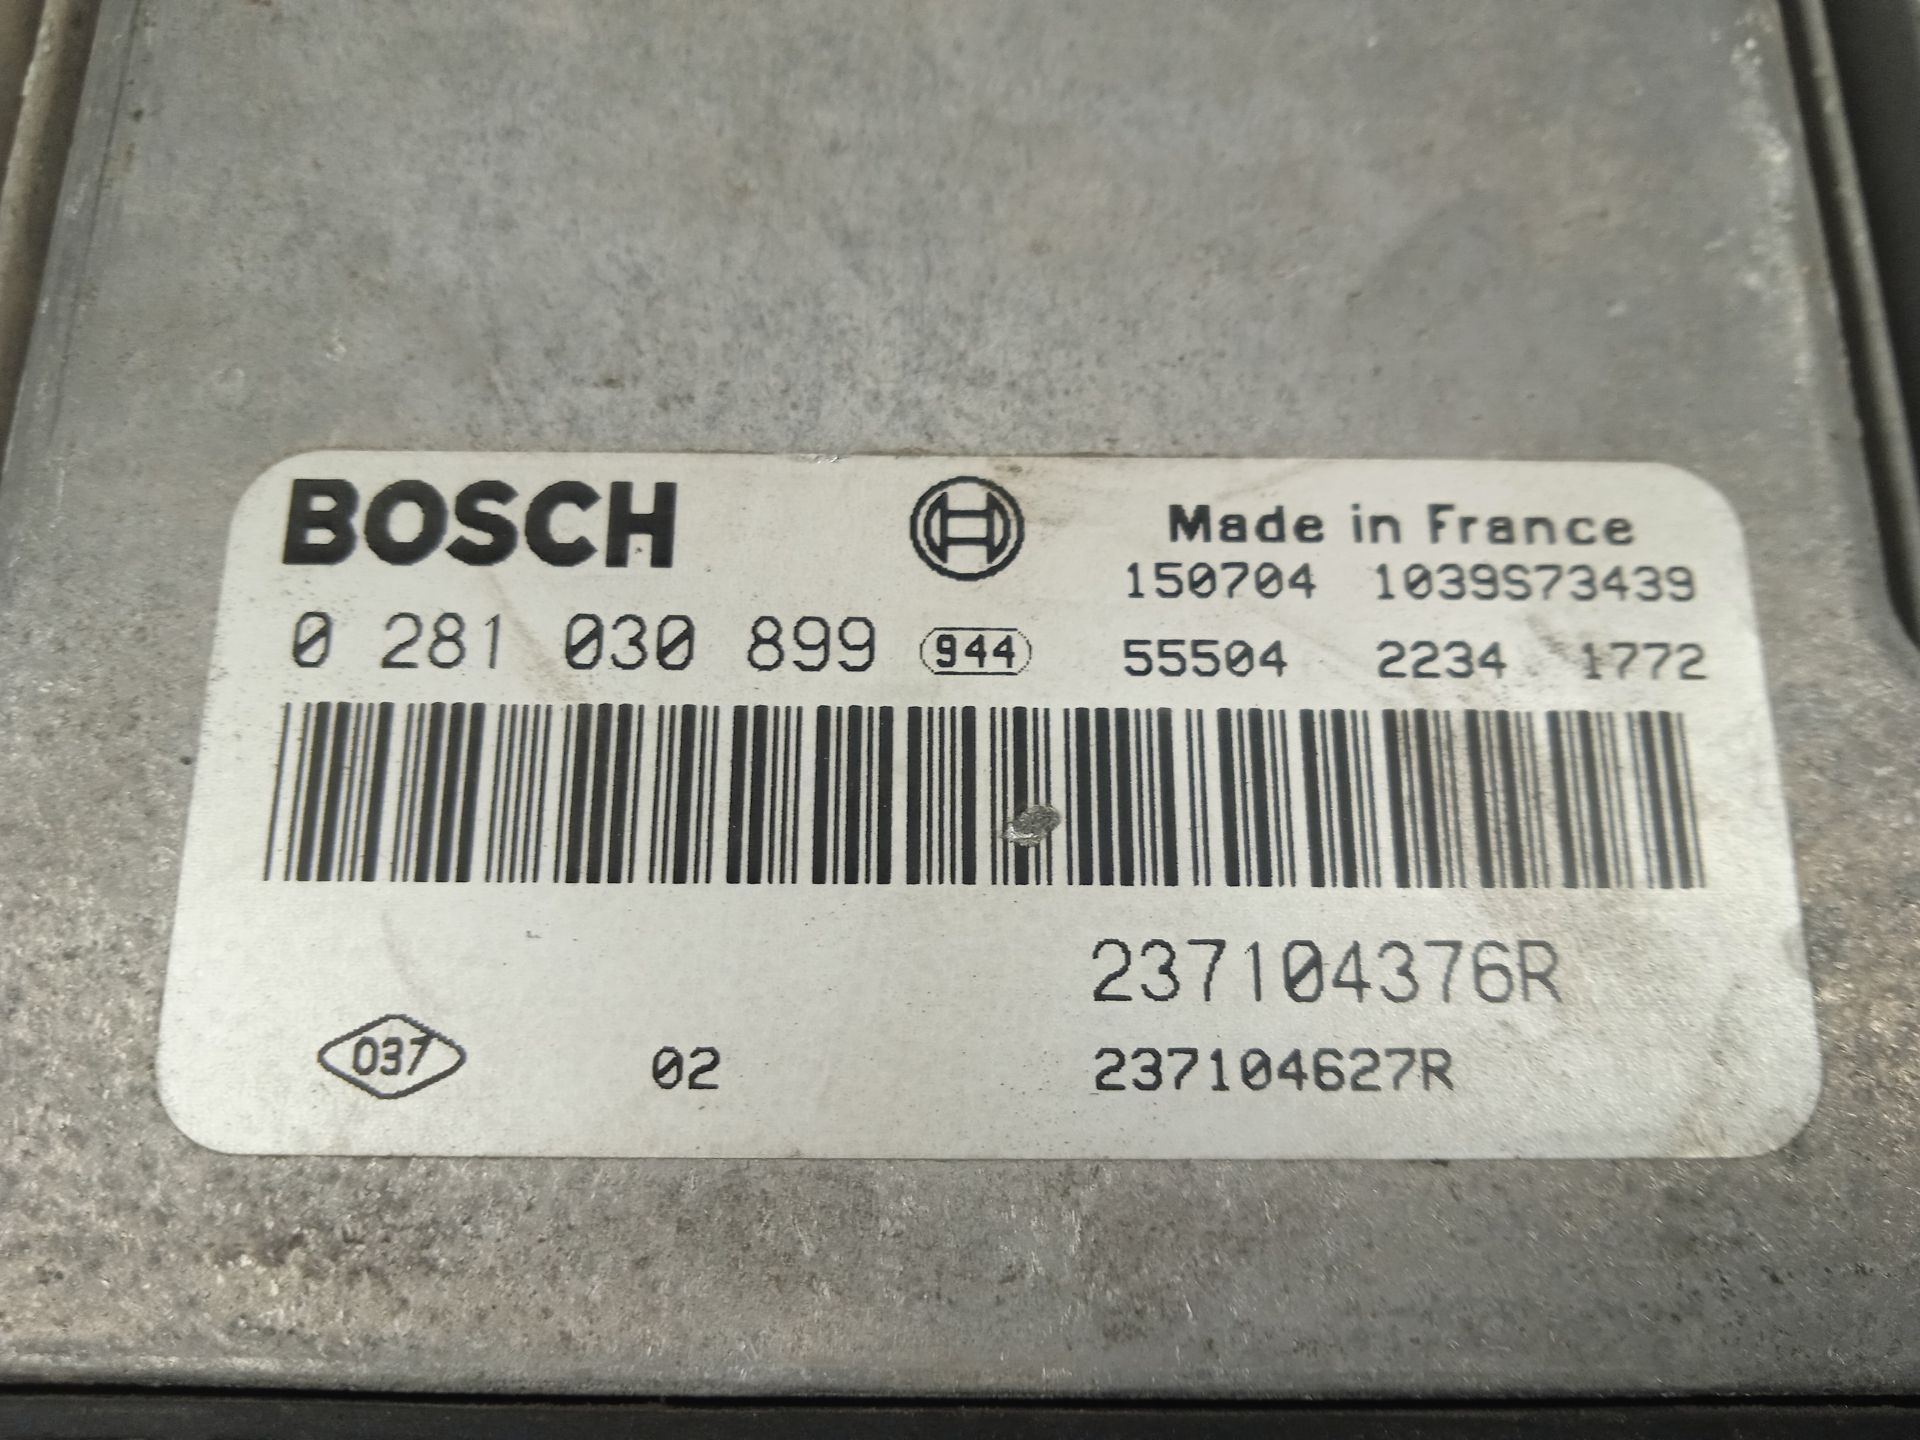 BOSCH
Made in France
150704 1039S73439
0 281 030 899 944 55504 2234 1772
237104376R
037 02 237104627R